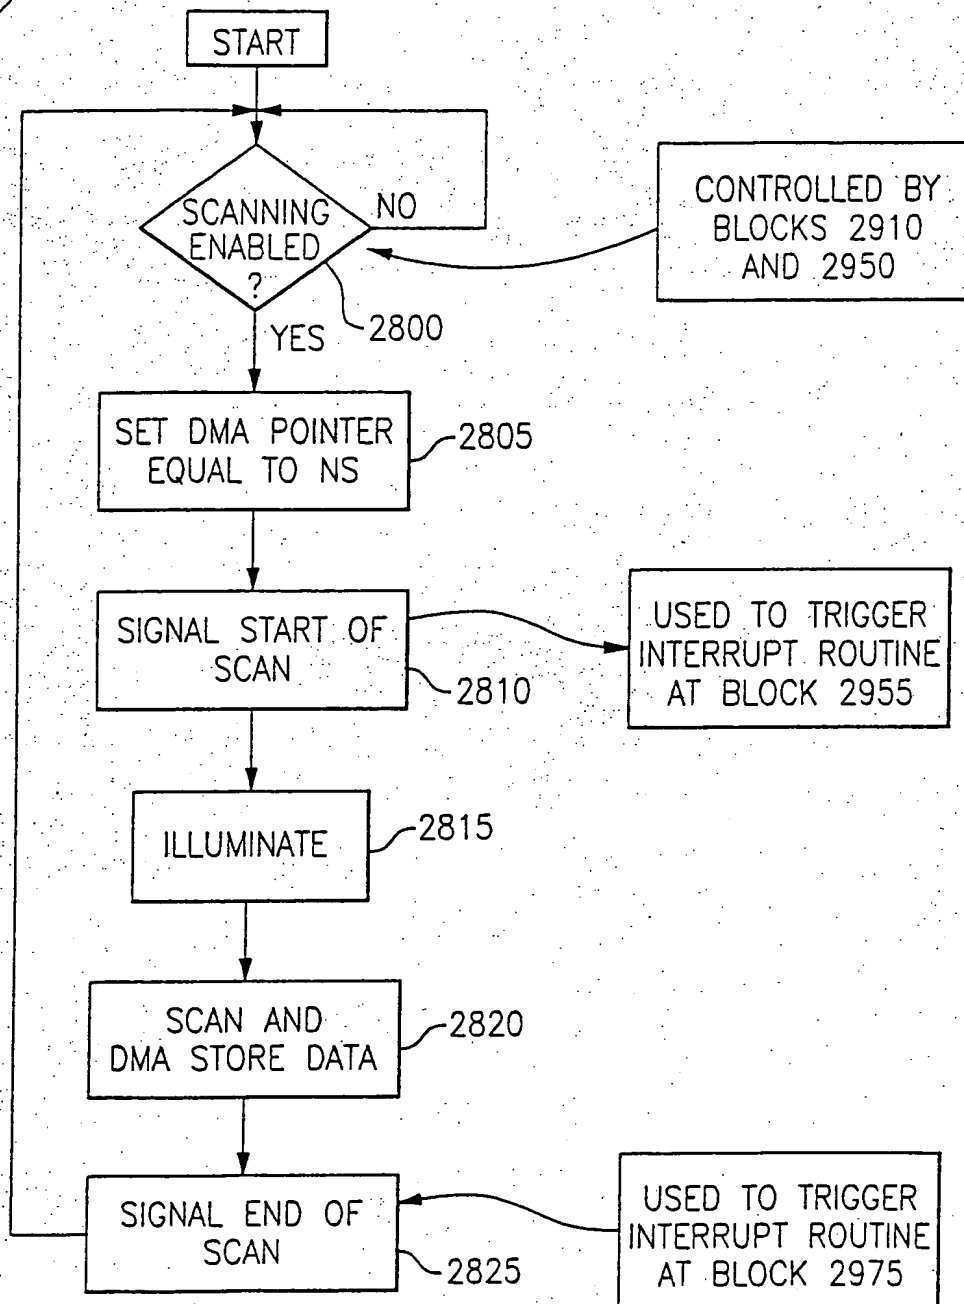 START
SCANNING
ENABLED
?
NO
CONTROLLED BY
BLOCKS 2910
AND 2950
2800
YES
SET DMA POINTER
EQUAL TO NS
2805
SIGNAL START OF
SCAN
2810
USED TO TRIGGER
INTERRUPT ROUTINE
AT BLOCK 2955
ILLUMINATE
2815
SCAN AND
DMA STORE DATA
2820
SIGNAL END OF
SCAN
2825
USED TO TRIGGER
INTERRUPT ROUTINE
AT BLOCK 2975